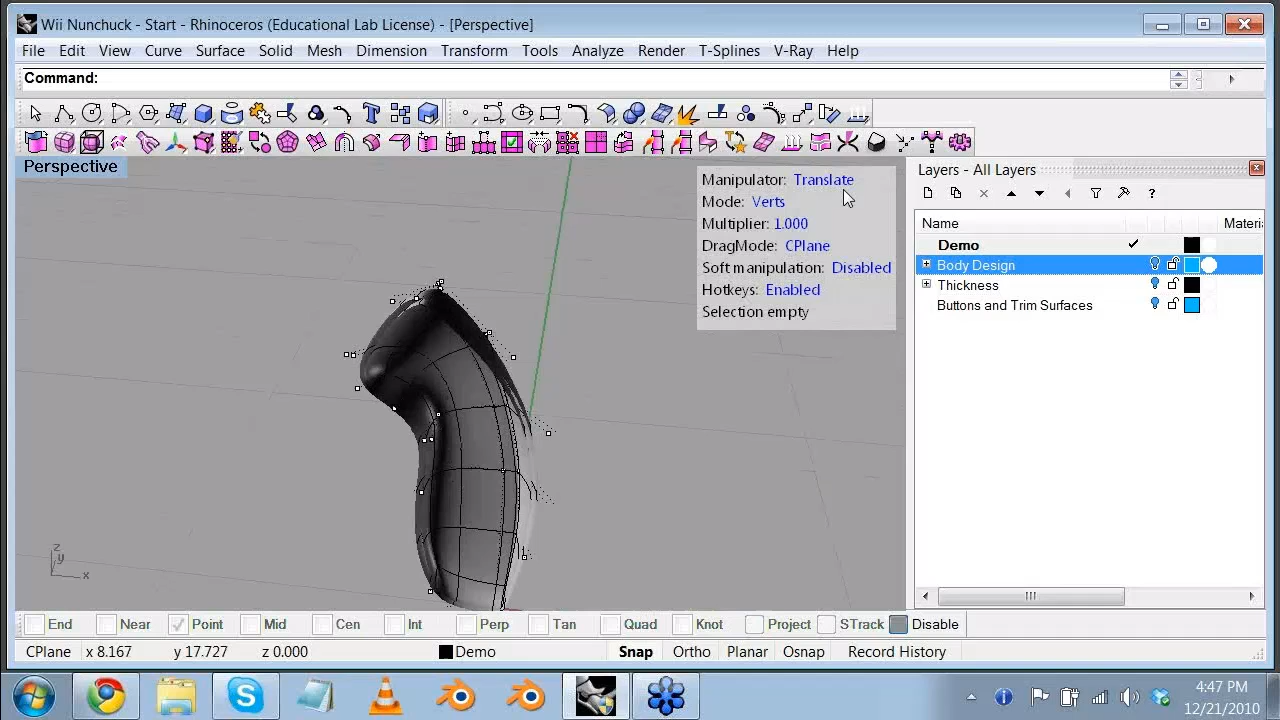 Wii Nunchuck - Start - Rhinoceros (Educational Lab License) - [Perspective]
File Edit View Curve Surface Solid Mesh Dimension Transform Tools Analyze Render T-Splines V-Ray Help
Command:
Perspective
Manipulator: Translate
Mode: Verts
Multiplier: 1.000
DragMode: CPlane
Soft manipulation: Disabled
Hotkeys: Enabled
Selection empty
Layers - All Layers
Name Materi
Demo
Body Design
Thickness
Buttons and Trim Surfaces
z
y
x
End Near Point Mid Cen Int Perp Tan Quad Knot Project STrack Disable
CPlane x 8.167 y 17.727 z 0.000 Demo Snap Ortho Planar Osnap Record History
4:47 PM
12/21/2010